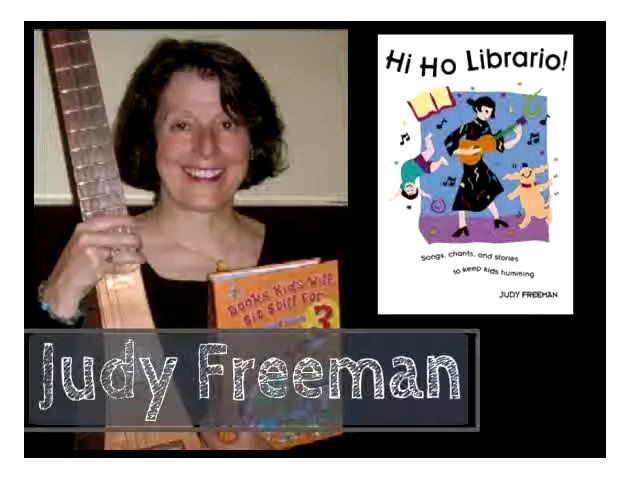 Hi Ho Librario!
Songs, chants, and stories
to keep kids humming
JUDY FREEMAN
Books Kids Will
Sit Still For
3
Judy Freeman